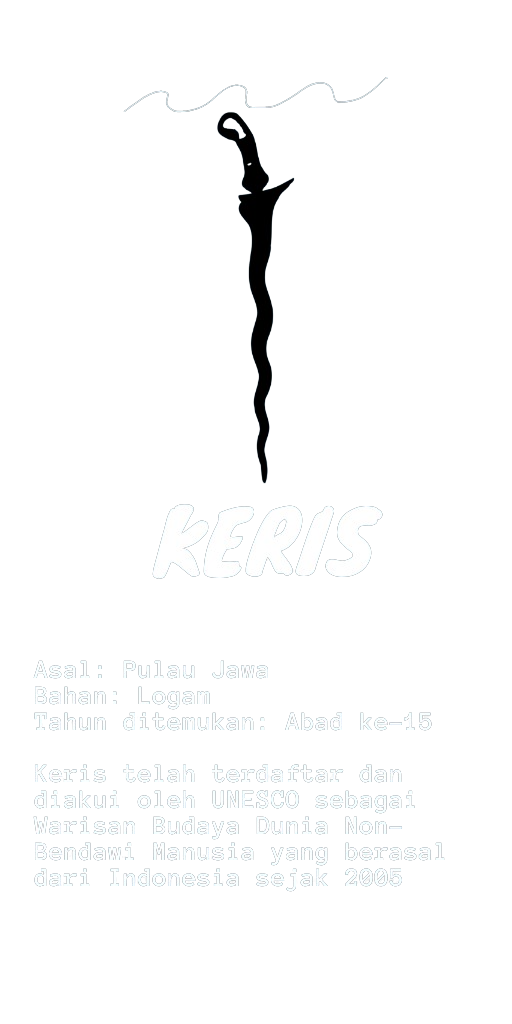 KERIS
Asal: Pulau Jawa
Bahan: Logam
Tahun ditemukan: Abad ke-15
Keris telah terdaftar dan
diakui oleh UNESCO sebagai
Warisan Budaya Dunia Non-
Bendawi Manusia yang berasal
dari Indonesia sejak 2005